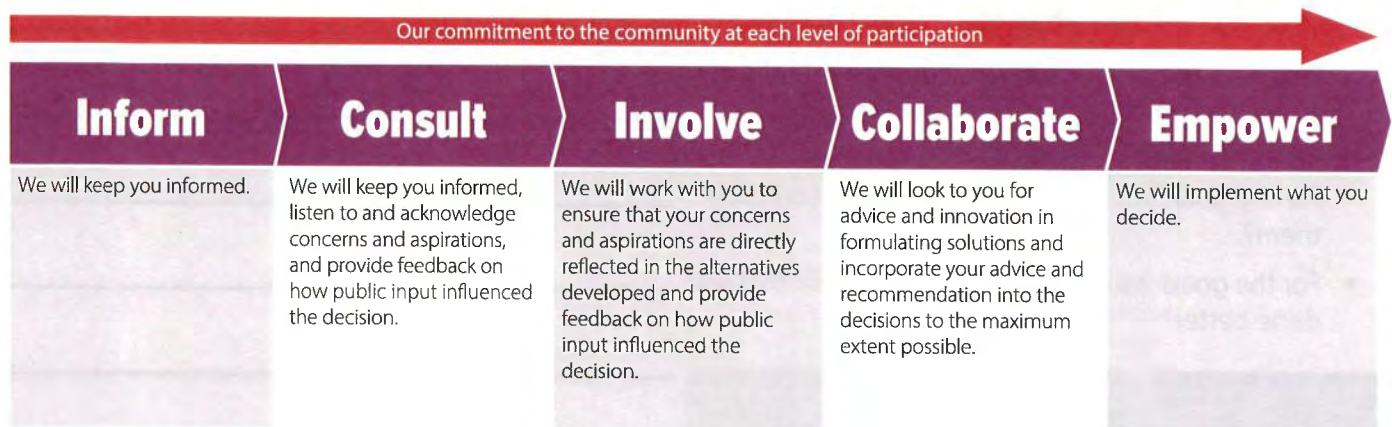 Our commitment to the community at each level of participation
Inform
Consult
Involve
Collaborate
Empower
We will keep you informed.
We will keep you informed,
listen to and acknowledge
concerns and aspirations,
and provide feedback on
how public input influenced
the decision.
We will work with you to
ensure that your concerns
and aspirations are directly
reflected in the alternatives
developed and provide
feedback on how public
input influenced the
decision.
We will look to you for
advice and innovation in
formulating solutions and
incorporate your advice and
recommendation into the
decisions to the maximum
extent possible.
We will implement what you
decide.